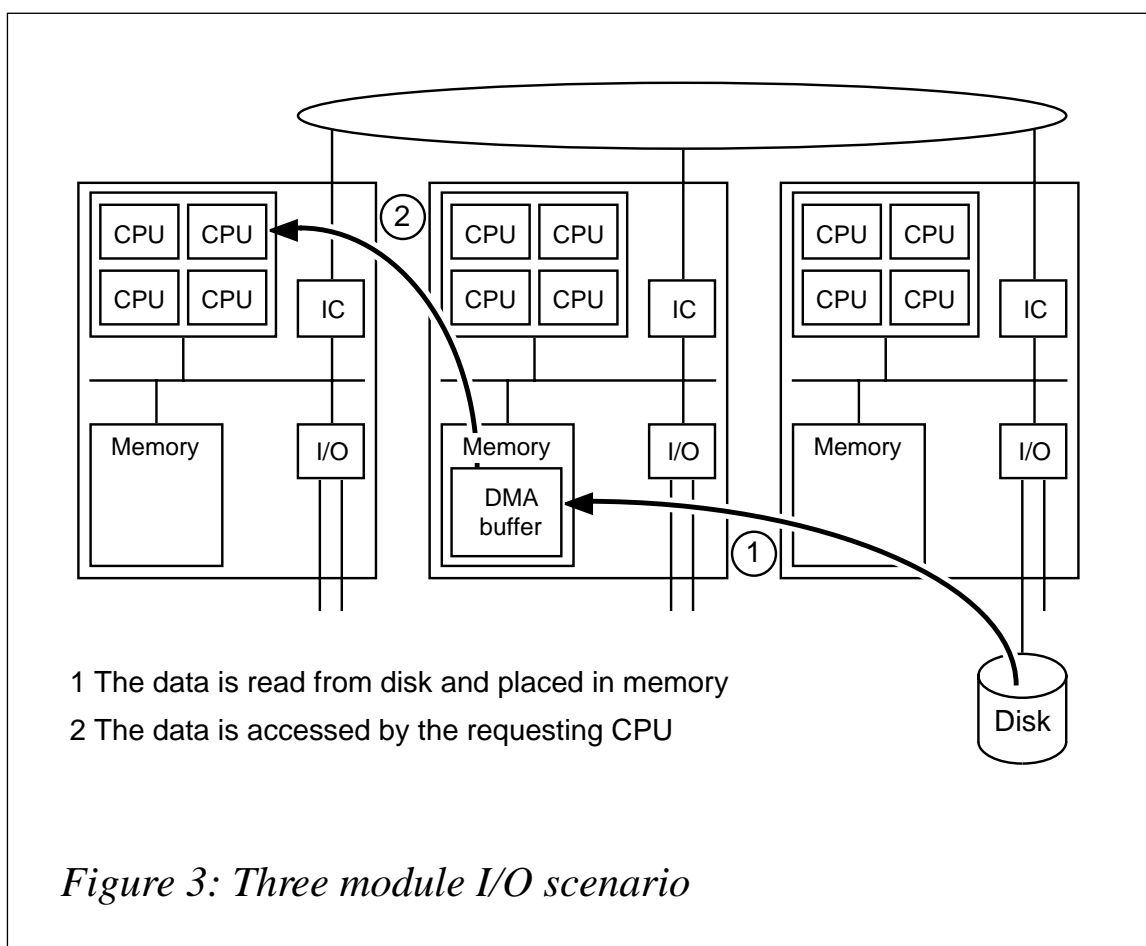 CPU CPU
CPU CPU
IC
Memory
I/O
2
CPU CPU
CPU CPU
IC
Memory
I/O
DMA
buffer
1
CPU CPU
CPU CPU
IC
Memory
I/O
Disk
1 The data is read from disk and placed in memory
2 The data is accessed by the requesting CPU
Figure 3: Three module I/O scenario